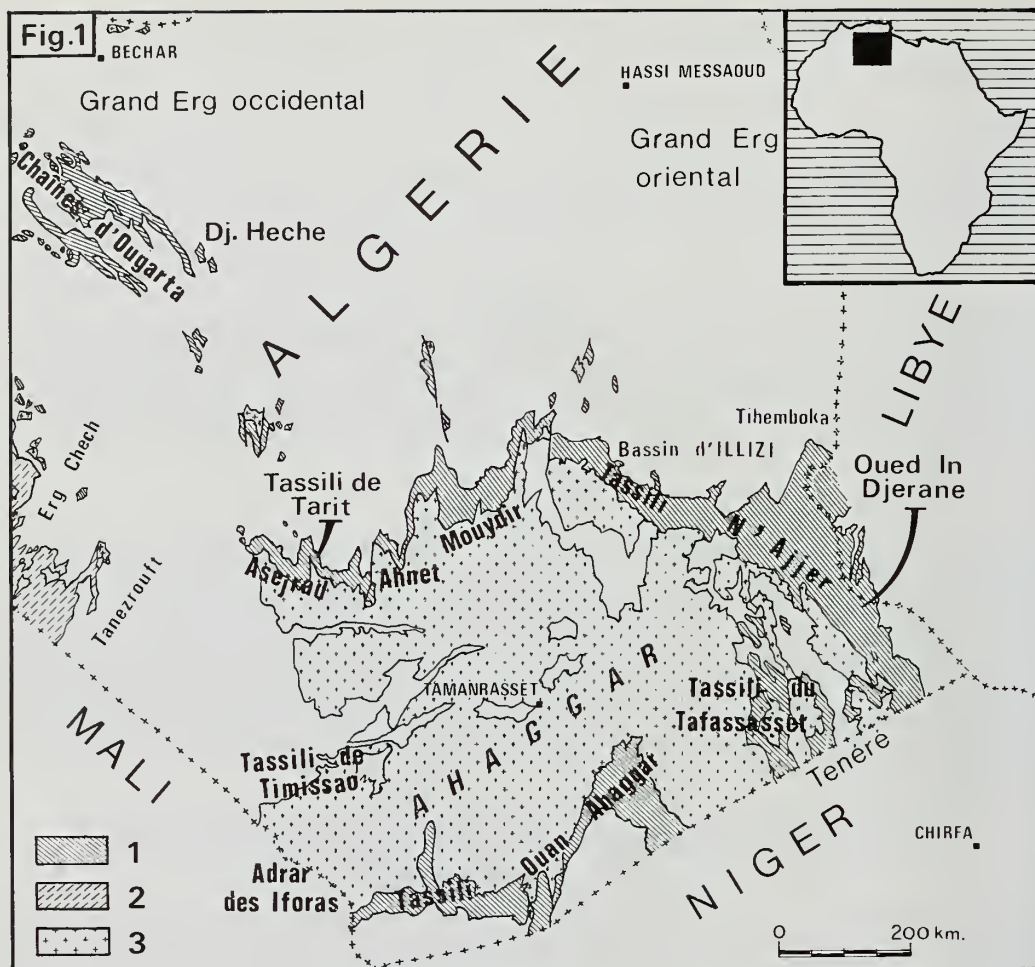 Fig.1
BECHAR
HASSI MESSAOUD
Grand Erg occidental
Grand Erg
oriental
ALGERIE
Chaînes d'Ougarta
Dj. Heche
LIBYE
Tihemboka
Bassin d'ILLIZI
Oued In
Djerane
Erg Chech
Tassili de
Tarit
Tassili N'Ajjer
Mouydir
Asejrad
Ahnet
Tanezrouft
TAMANRASSET
AHAGGAR
Tassili du
Tafassasset
MALI
Tassili de
Timissao
Tenéré
NIGER
CHIRFA
Adrar
des Iforas
Tassili Ouan Ahaggar
1
2
3
0 200 km.